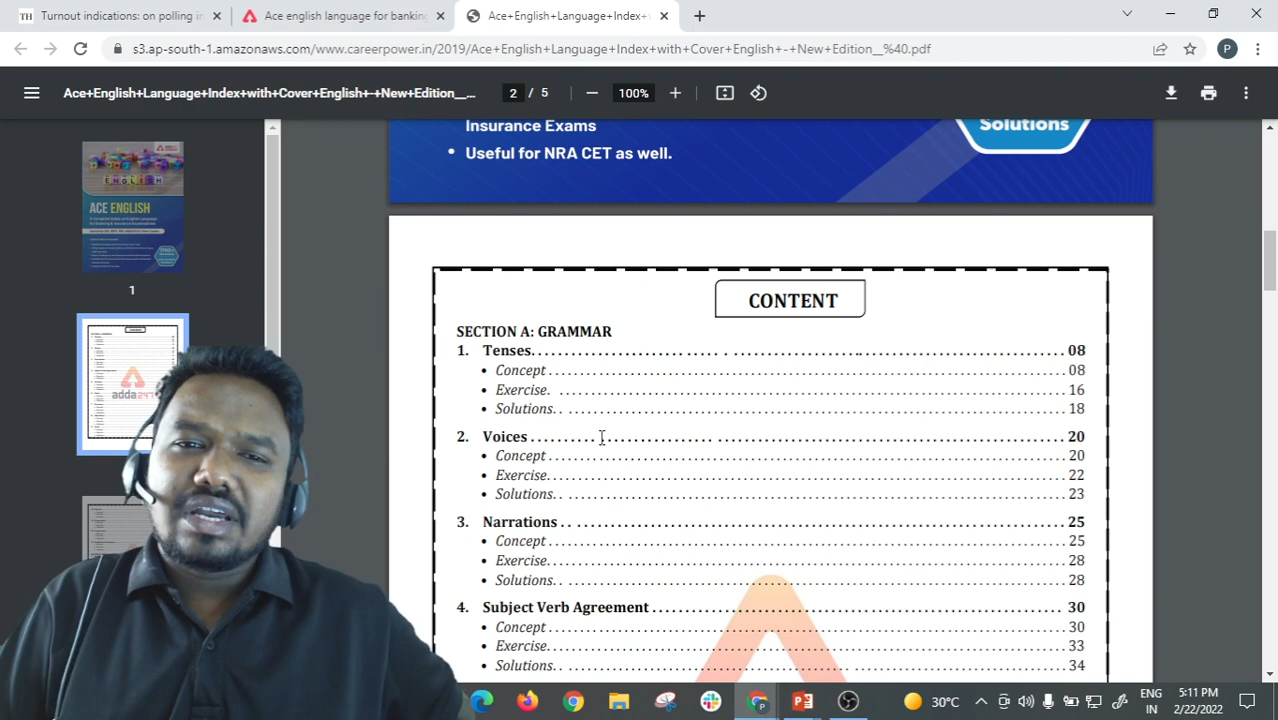 Turnout indications: on polling in
Ace english language for banking
Ace+English+Language+Index+
s3.ap-south-1.amazonaws.com/www.careerpower.in/2019/Ace+English+Language+Index+with+Cover+English+-+New+Edition__%40.pdf
P
Ace+English+Language+Index+with+Cover+English+-+New+Edition__...
2 / 5
100%
Insurance Exams
• Useful for NRA CET as well.
Solutions
ENGLISH
ACE ENGLISH
1
adda247
CONTENT
SECTION A: GRAMMAR
1. Tenses 08
• Concept 08
• Exercise 16
• Solutions 18
2. Voices 20
• Concept 20
• Exercise 22
• Solutions 23
3. Narrations 25
• Concept 25
• Exercise 28
• Solutions 28
4. Subject Verb Agreement 30
• Concept 30
• Exercise 33
• Solutions 34
30°C
ENG
IN
5:11 PM
2/22/2022